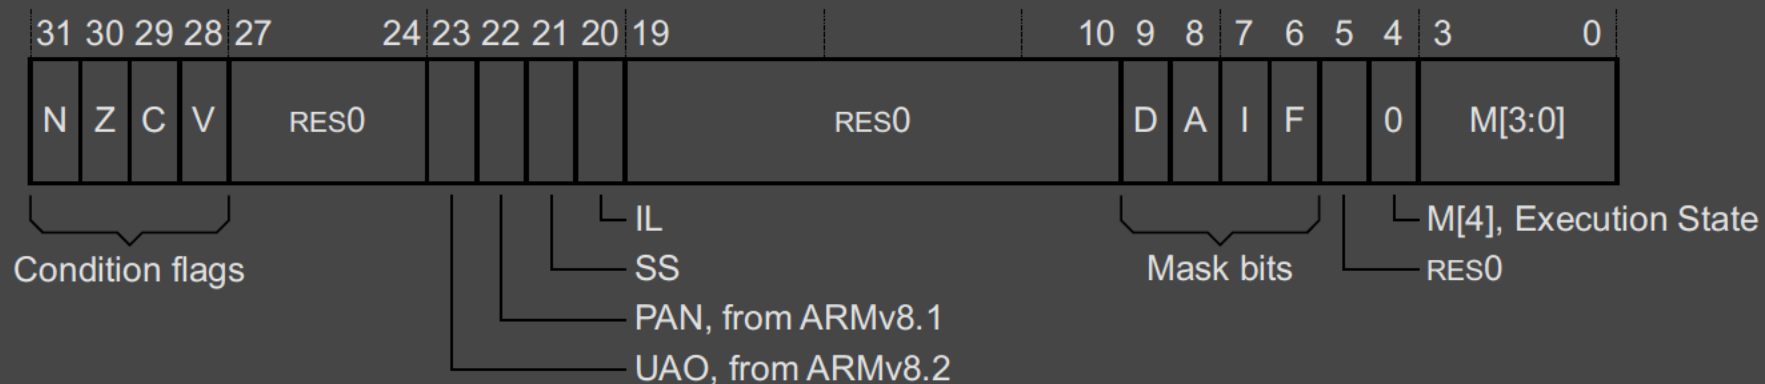 31 30 29 28 27 24 23 22 21 20 19 10 9 8 7 6 5 4 3 0
N Z C V RES0 RES0 D A I F 0 M[3:0]
IL M[4], Execution State
Condition flags SS Mask bits RES0
PAN, from ARMv8.1
UAO, from ARMv8.2